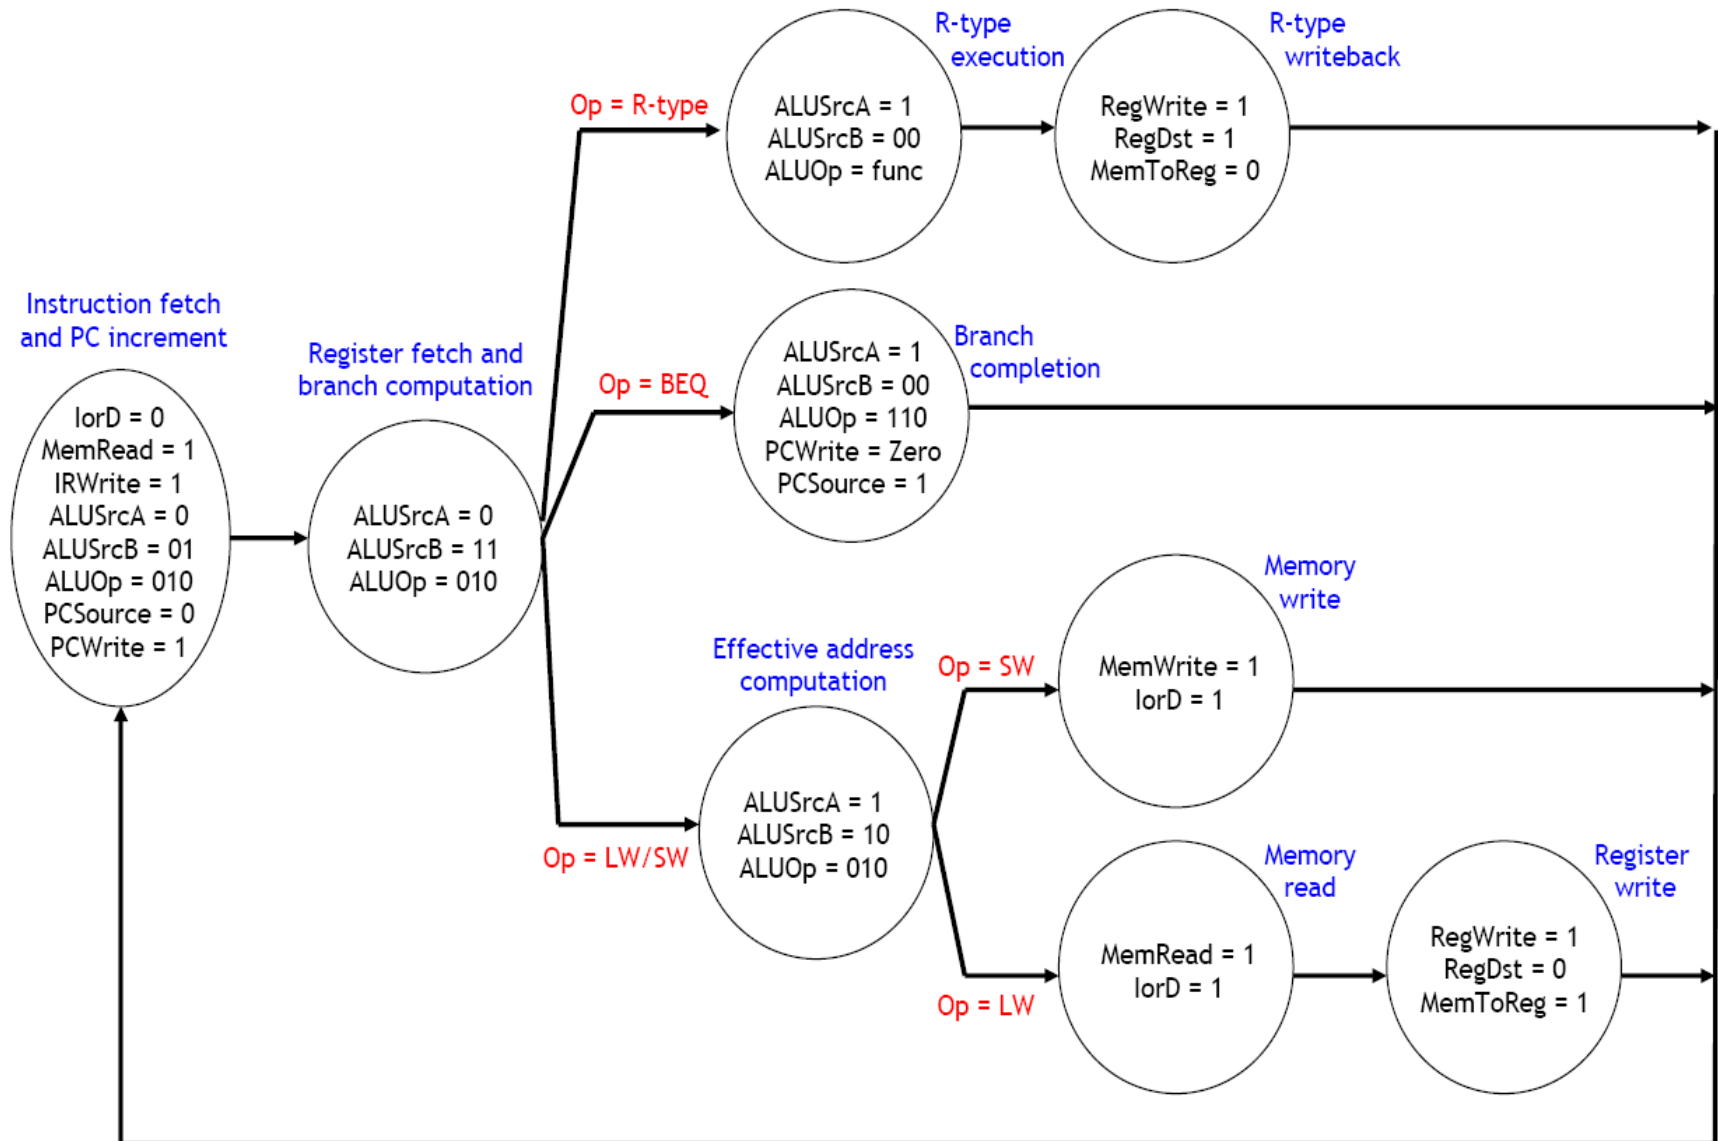 Instruction fetch
and PC increment
IorD = 0
MemRead = 1
IRWrite = 1
ALUSrcA = 0
ALUSrcB = 01
ALUOp = 010
PCSource = 0
PCWrite = 1
Register fetch and
branch computation
ALUSrcA = 0
ALUSrcB = 11
ALUOp = 010
Op = R-type
R-type
execution
ALUSrcA = 1
ALUSrcB = 00
ALUOp = func
R-type
writeback
RegWrite = 1
RegDst = 1
MemToReg = 0
Op = BEQ
Branch
completion
ALUSrcA = 1
ALUSrcB = 00
ALUOp = 110
PCWrite = Zero
PCSource = 1
Op = LW/SW
Effective address
computation
ALUSrcA = 1
ALUSrcB = 10
ALUOp = 010
Op = SW
Memory
write
MemWrite = 1
IorD = 1
Op = LW
Memory
read
MemRead = 1
IorD = 1
Register
write
RegWrite = 1
RegDst = 0
MemToReg = 1